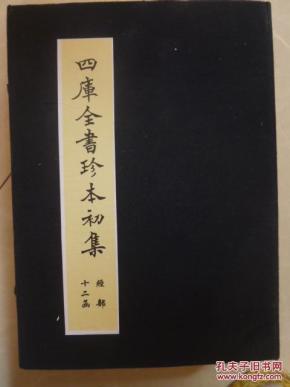 四庫全書珍本初集
經部
十二函
孔夫子旧书网